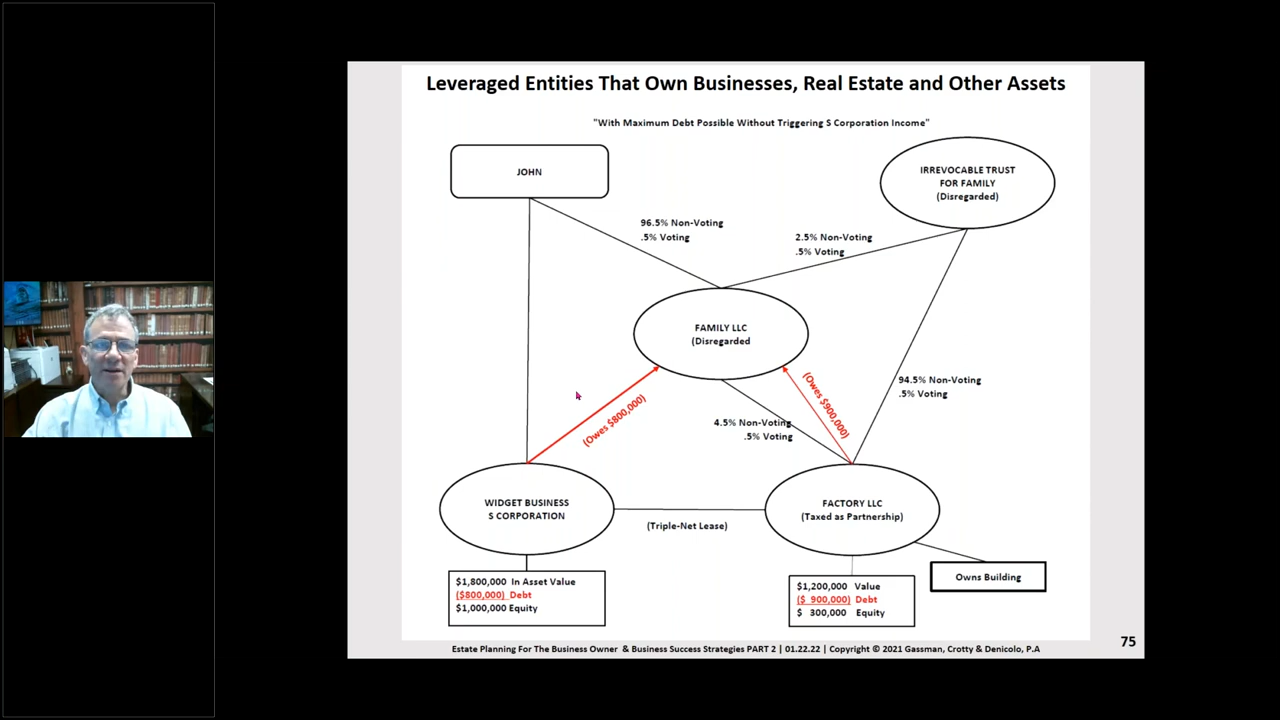 Leveraged Entities That Own Businesses, Real Estate and Other Assets
"With Maximum Debt Possible Without Triggering S Corporation Income"
JOHN
IRREVOCABLE TRUST
FOR FAMILY
(Disregarded)
96.5% Non-Voting
.5% Voting
2.5% Non-Voting
.5% Voting
FAMILY LLC
(Disregarded
(Owes $800,000)
(Owes $900,000)
94.5% Non-Voting
.5% Voting
4.5% Non-Voting
.5% Voting
WIDGET BUSINESS
S CORPORATION
(Triple-Net Lease)
FACTORY LLC
(Taxed as Partnership)
Owns Building
$1,800,000 In Asset Value
($800,000) Debt
$1,000,000 Equity
$1,200,000 Value
($ 900,000) Debt
$ 300,000 Equity
75
Estate Planning For The Business Owner & Business Success Strategies PART 2 | 01.22.22 | Copyright © 2021 Gassman, Crotty & Denicolo, P.A